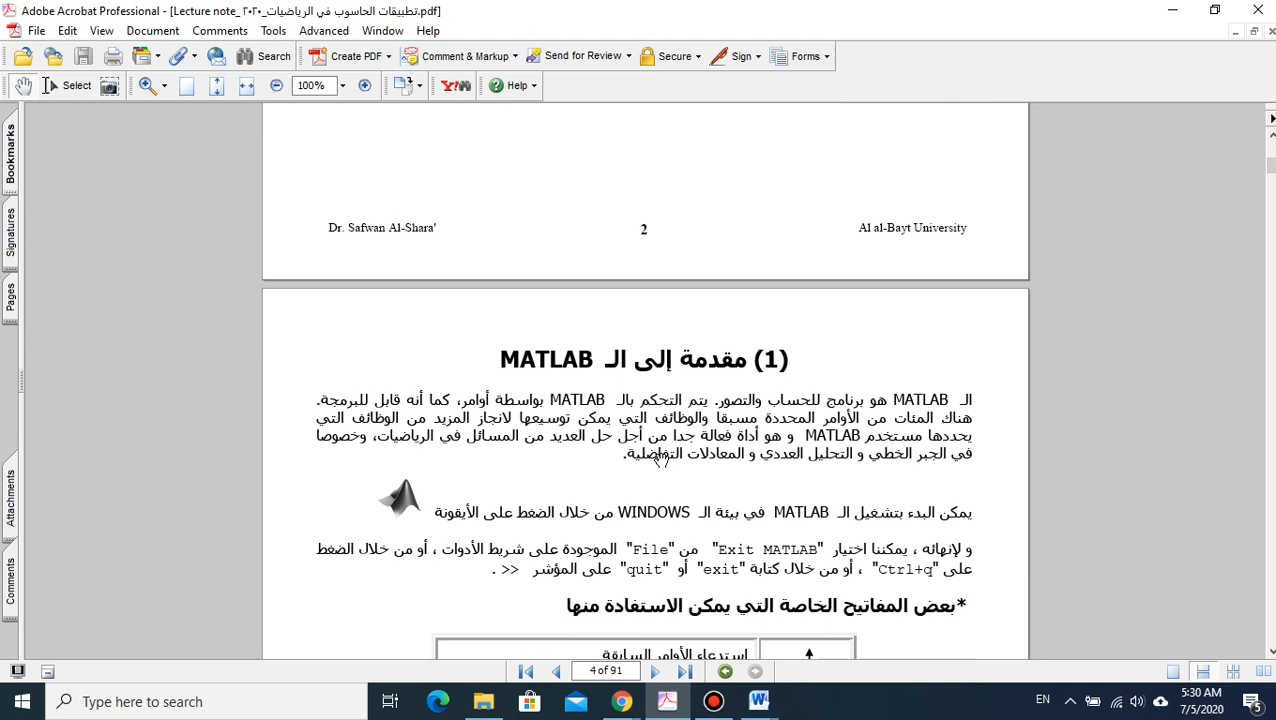 Adobe Acrobat Professional - [Lecture note_ تطبيقات الحاسوب في الرياضيات_٢٠٢٠.pdf]
File Edit View Document Comments Tools Advanced Window Help
Search Create PDF Comment & Markup Send for Review Secure Sign Forms
Select 100% Y! Help
Bookmarks
Signatures
Pages
Attachments
Comments
Dr. Safwan Al-Shara' 2 Al al-Bayt University
(1) مقدمة إلى الـ MATLAB
الـ MATLAB هو برنامج للحساب والتصور. يتم التحكم بالـ MATLAB بواسطة أوامر، كما أنه قابل للبرمجة.
هناك المئات من الأوامر المحددة مسبقا والوظائف التي يمكن توسيعها لانجاز المزيد من الوظائف التي
يحددها مستخدم MATLAB و هو أداة فعالة جدا من أجل حل العديد من المسائل في الرياضيات، وخصوصا
في الجبر الخطي و التحليل العددي و المعادلات التفاضلية.
يمكن البدء بتشغيل الـ MATLAB في بيئة الـ WINDOWS من خلال الضغط على الأيقونة
و لإنهائه ، يمكننا اختيار "Exit MATLAB" من "File" الموجودة على شريط الأدوات ، أو من خلال الضغط
على "Ctrl+q" ، أو من خلال كتابة "exit" أو "quit" على المؤشر >> .
*بعض المفاتيح الخاصة التي يمكن الاستفادة منها
استدعاء الأوامر السابقة
4 of 91
Type here to search
EN
5:30 AM
7/5/2020
5